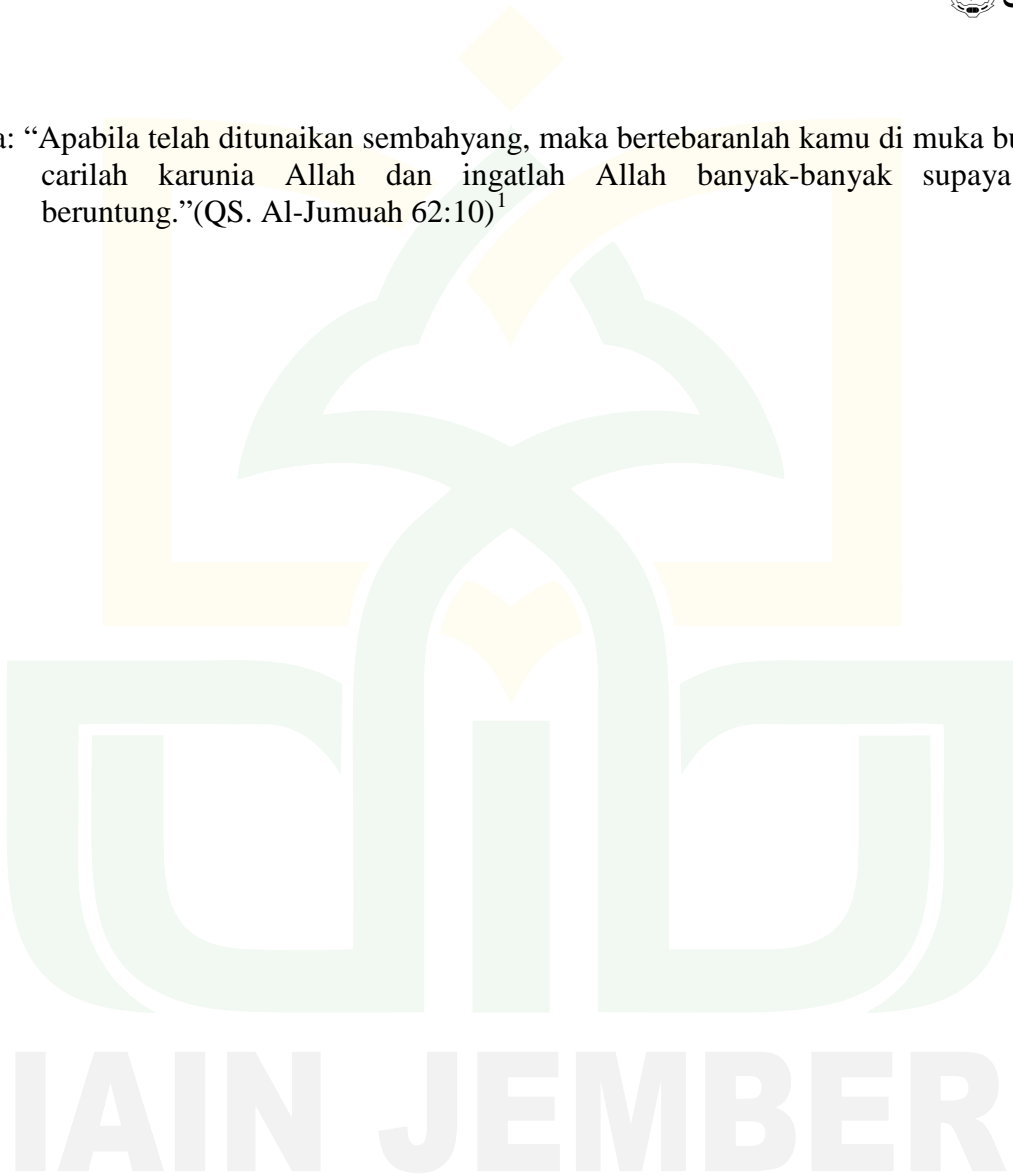 a: “Apabila telah ditunaikan sembahyang, maka bertebaranlah kamu di muka
carilah karunia Allah dan ingatlah Allah banyak-banyak supaya
beruntung.”(QS. Al-Jumuah 62:10)1
IAIN JEMBER